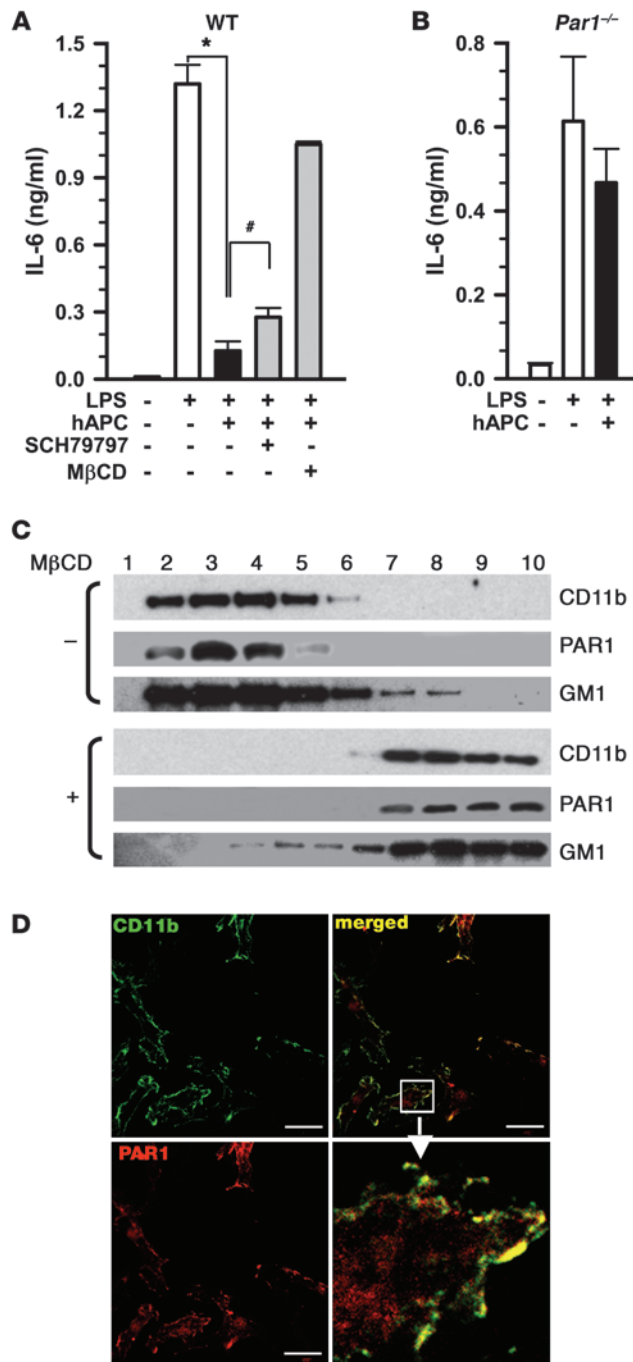 A
WT
*
#
IL-6 (ng/ml)
1.5
1.2
0.9
0.6
0.3
0.0
LPS - + + + +
hAPC - - + + +
SCH79797 - - - + -
MβCD - - - - +
B
Par1–/–
IL-6 (ng/ml)
0.8
0.6
0.4
0.2
0.0
LPS - + +
hAPC - - +
C
MβCD 1 2 3 4 5 6 7 8 9 10
–
CD11b
PAR1
GM1
+
CD11b
PAR1
GM1
D
CD11b
merged
PAR1